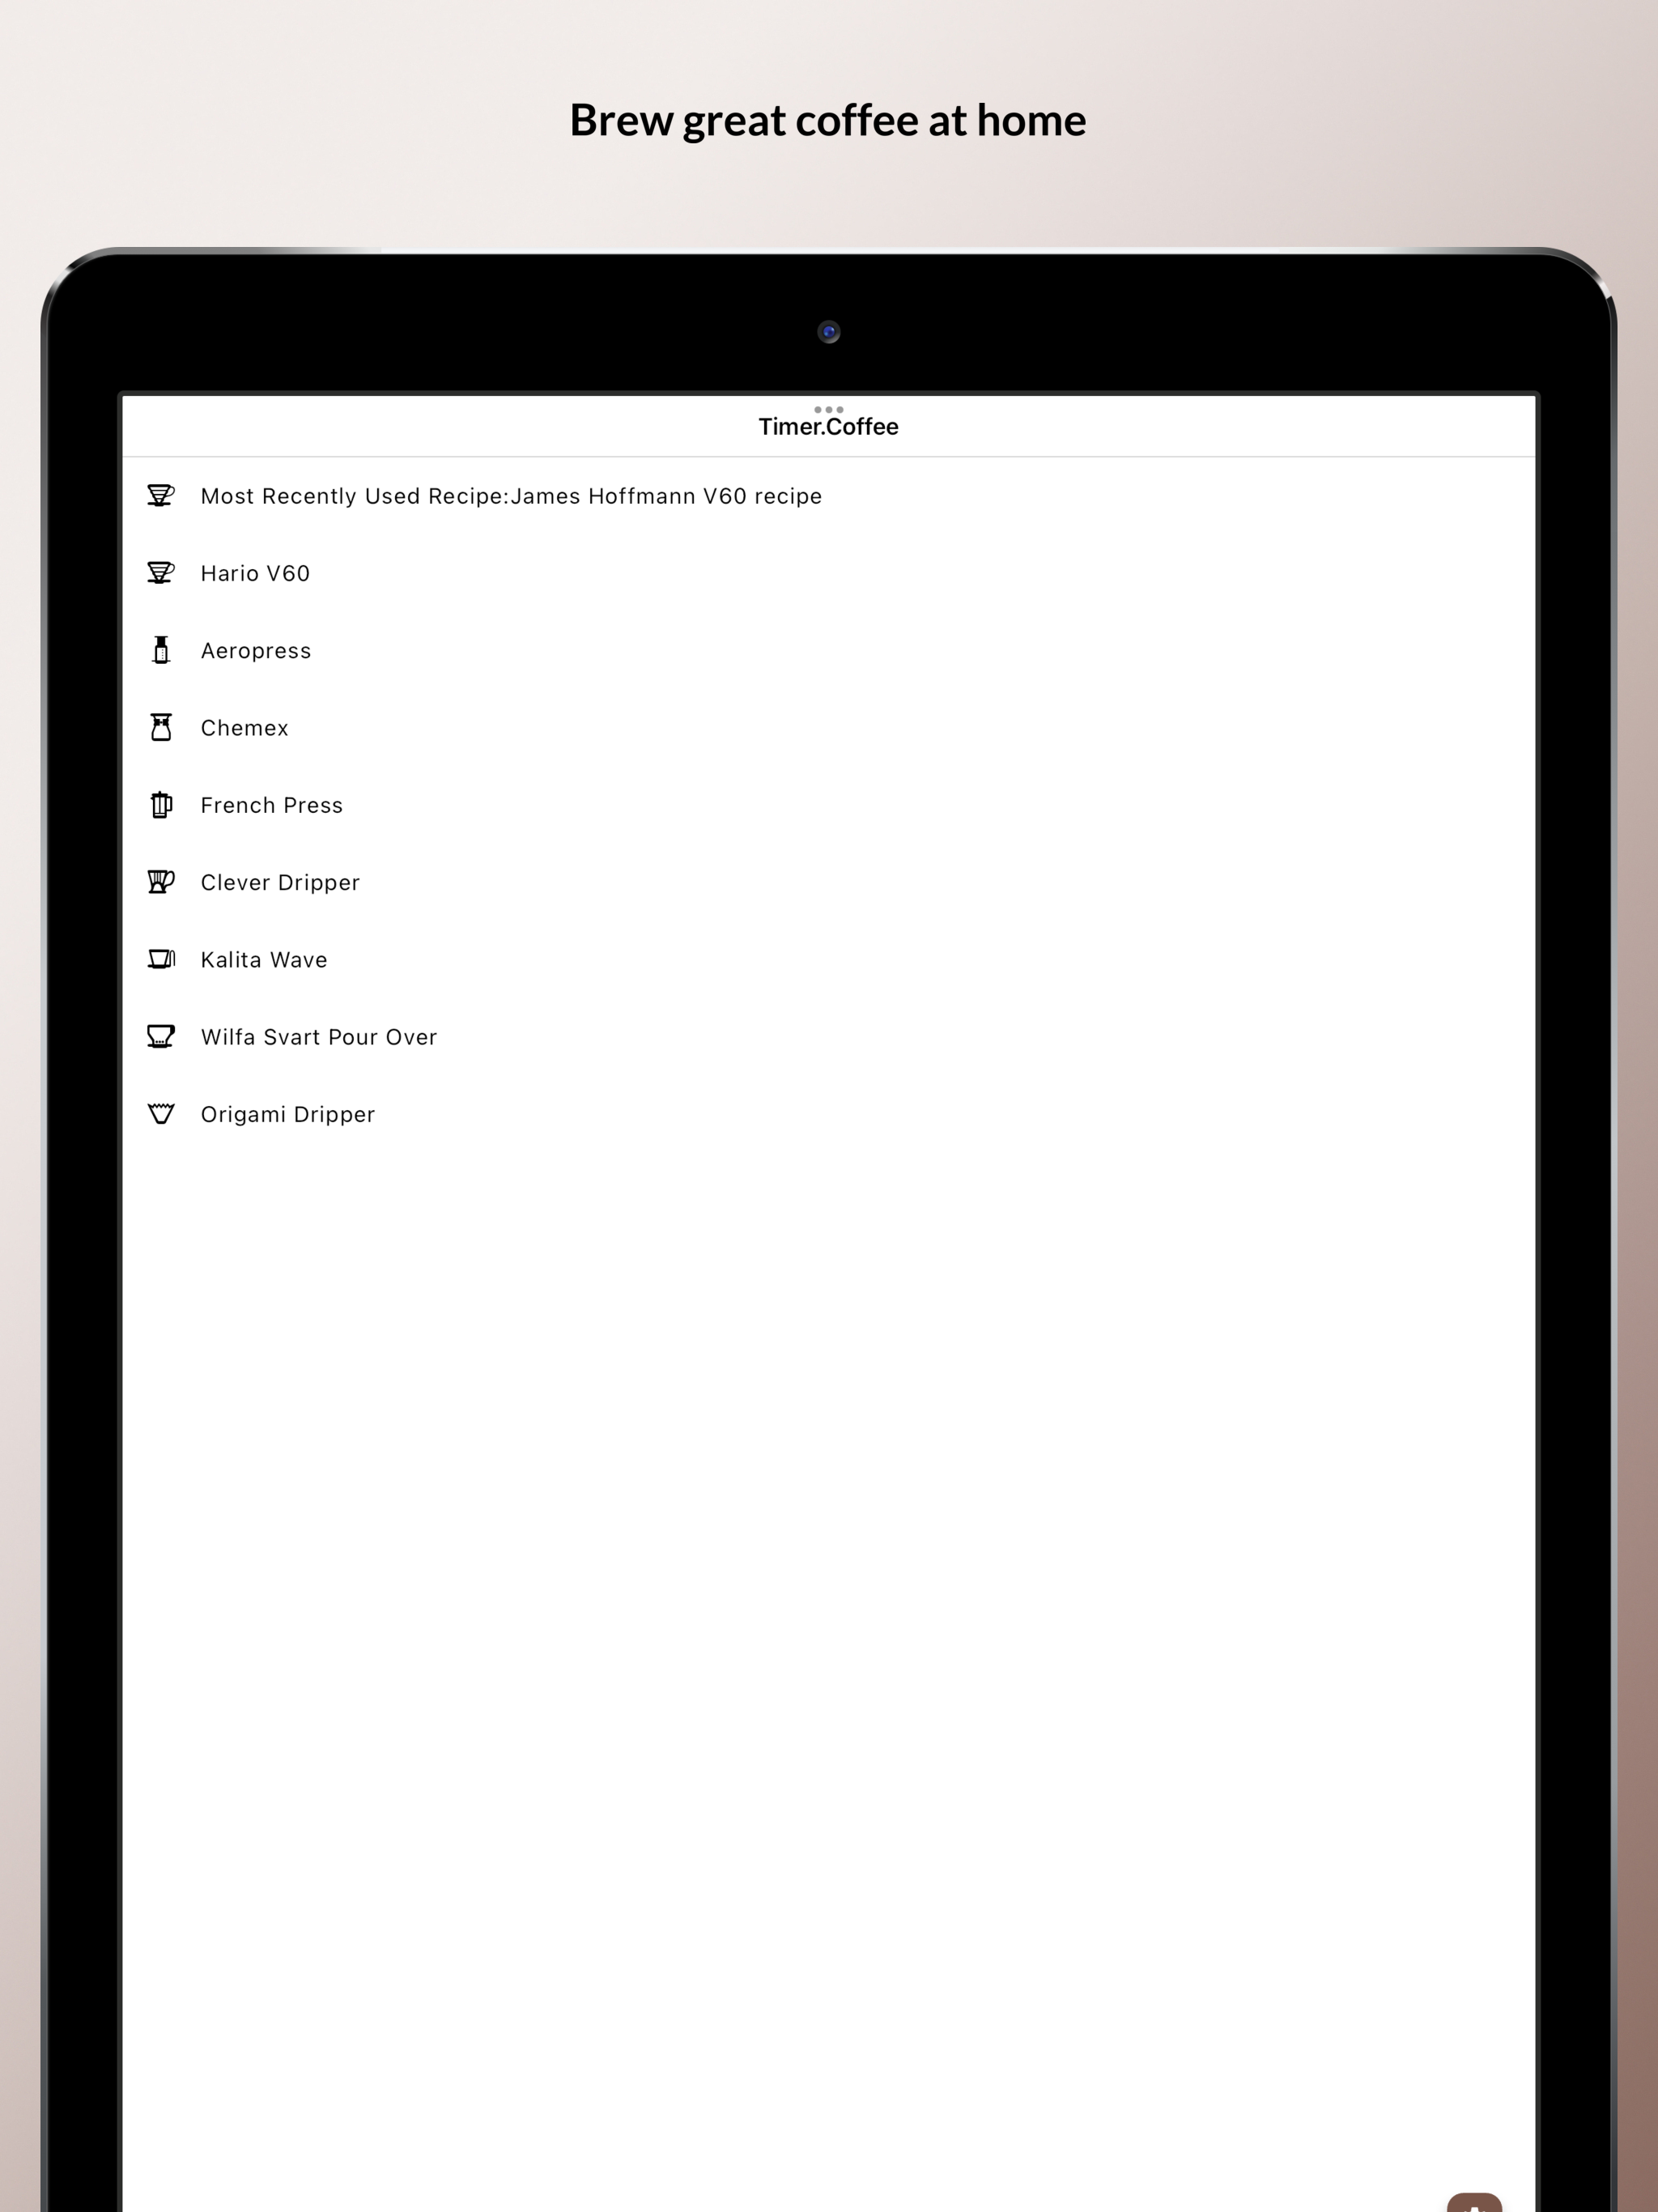 Brew great coffee at home
Timer.Coffee
Most Recently Used Recipe:James Hoffmann V60 recipe
Hario V60
Aeropress
Chemex
French Press
Clever Dripper
Kalita Wave
Wilfa Svart Pour Over
Origami Dripper